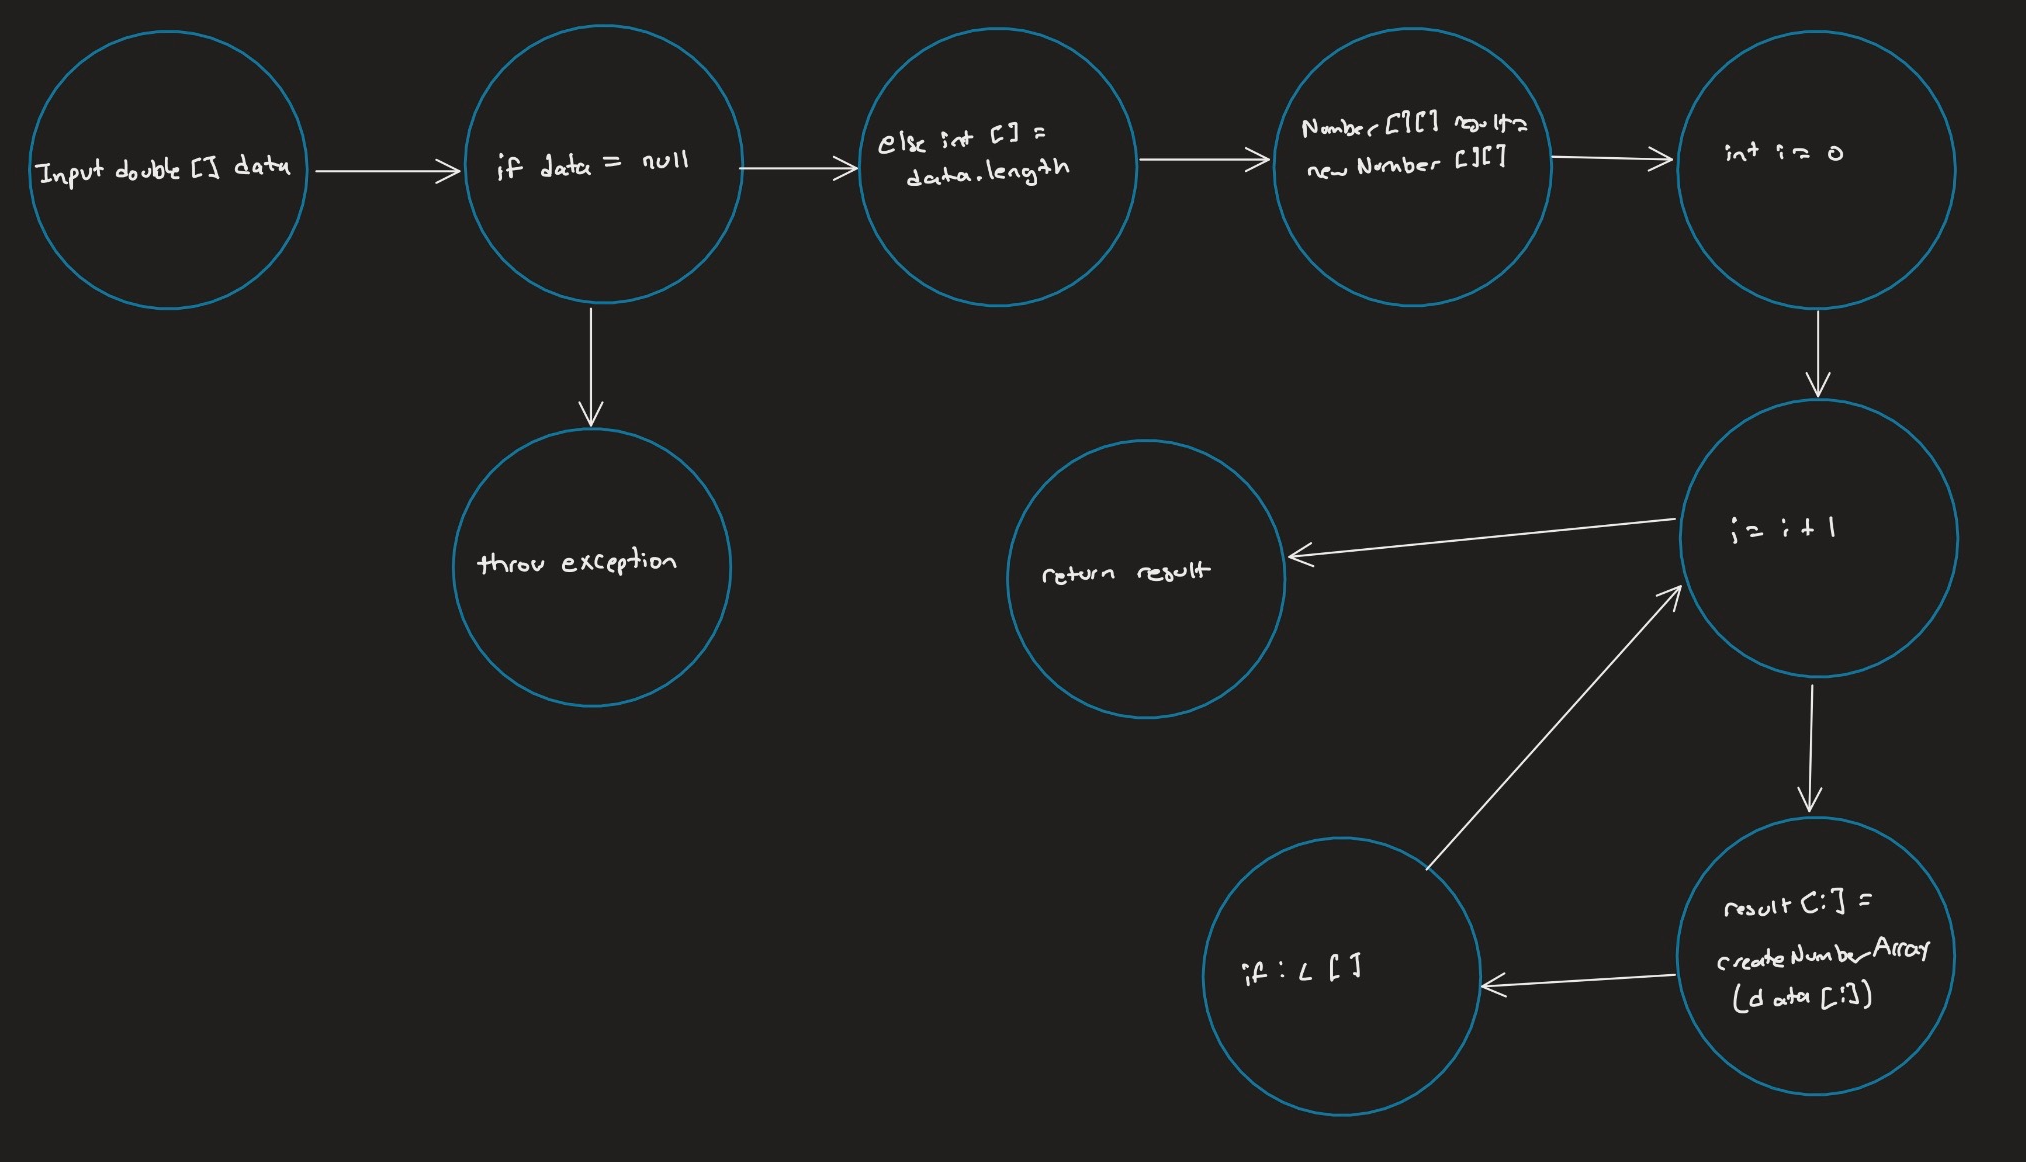 Input double [] data
if data = null
else int [] =
data.length
Number [][] result =
new Number [][]
int i = 0
throw exception
return result
i = i + 1
result [i] =
createNumberArray
(data [i])
if i < []